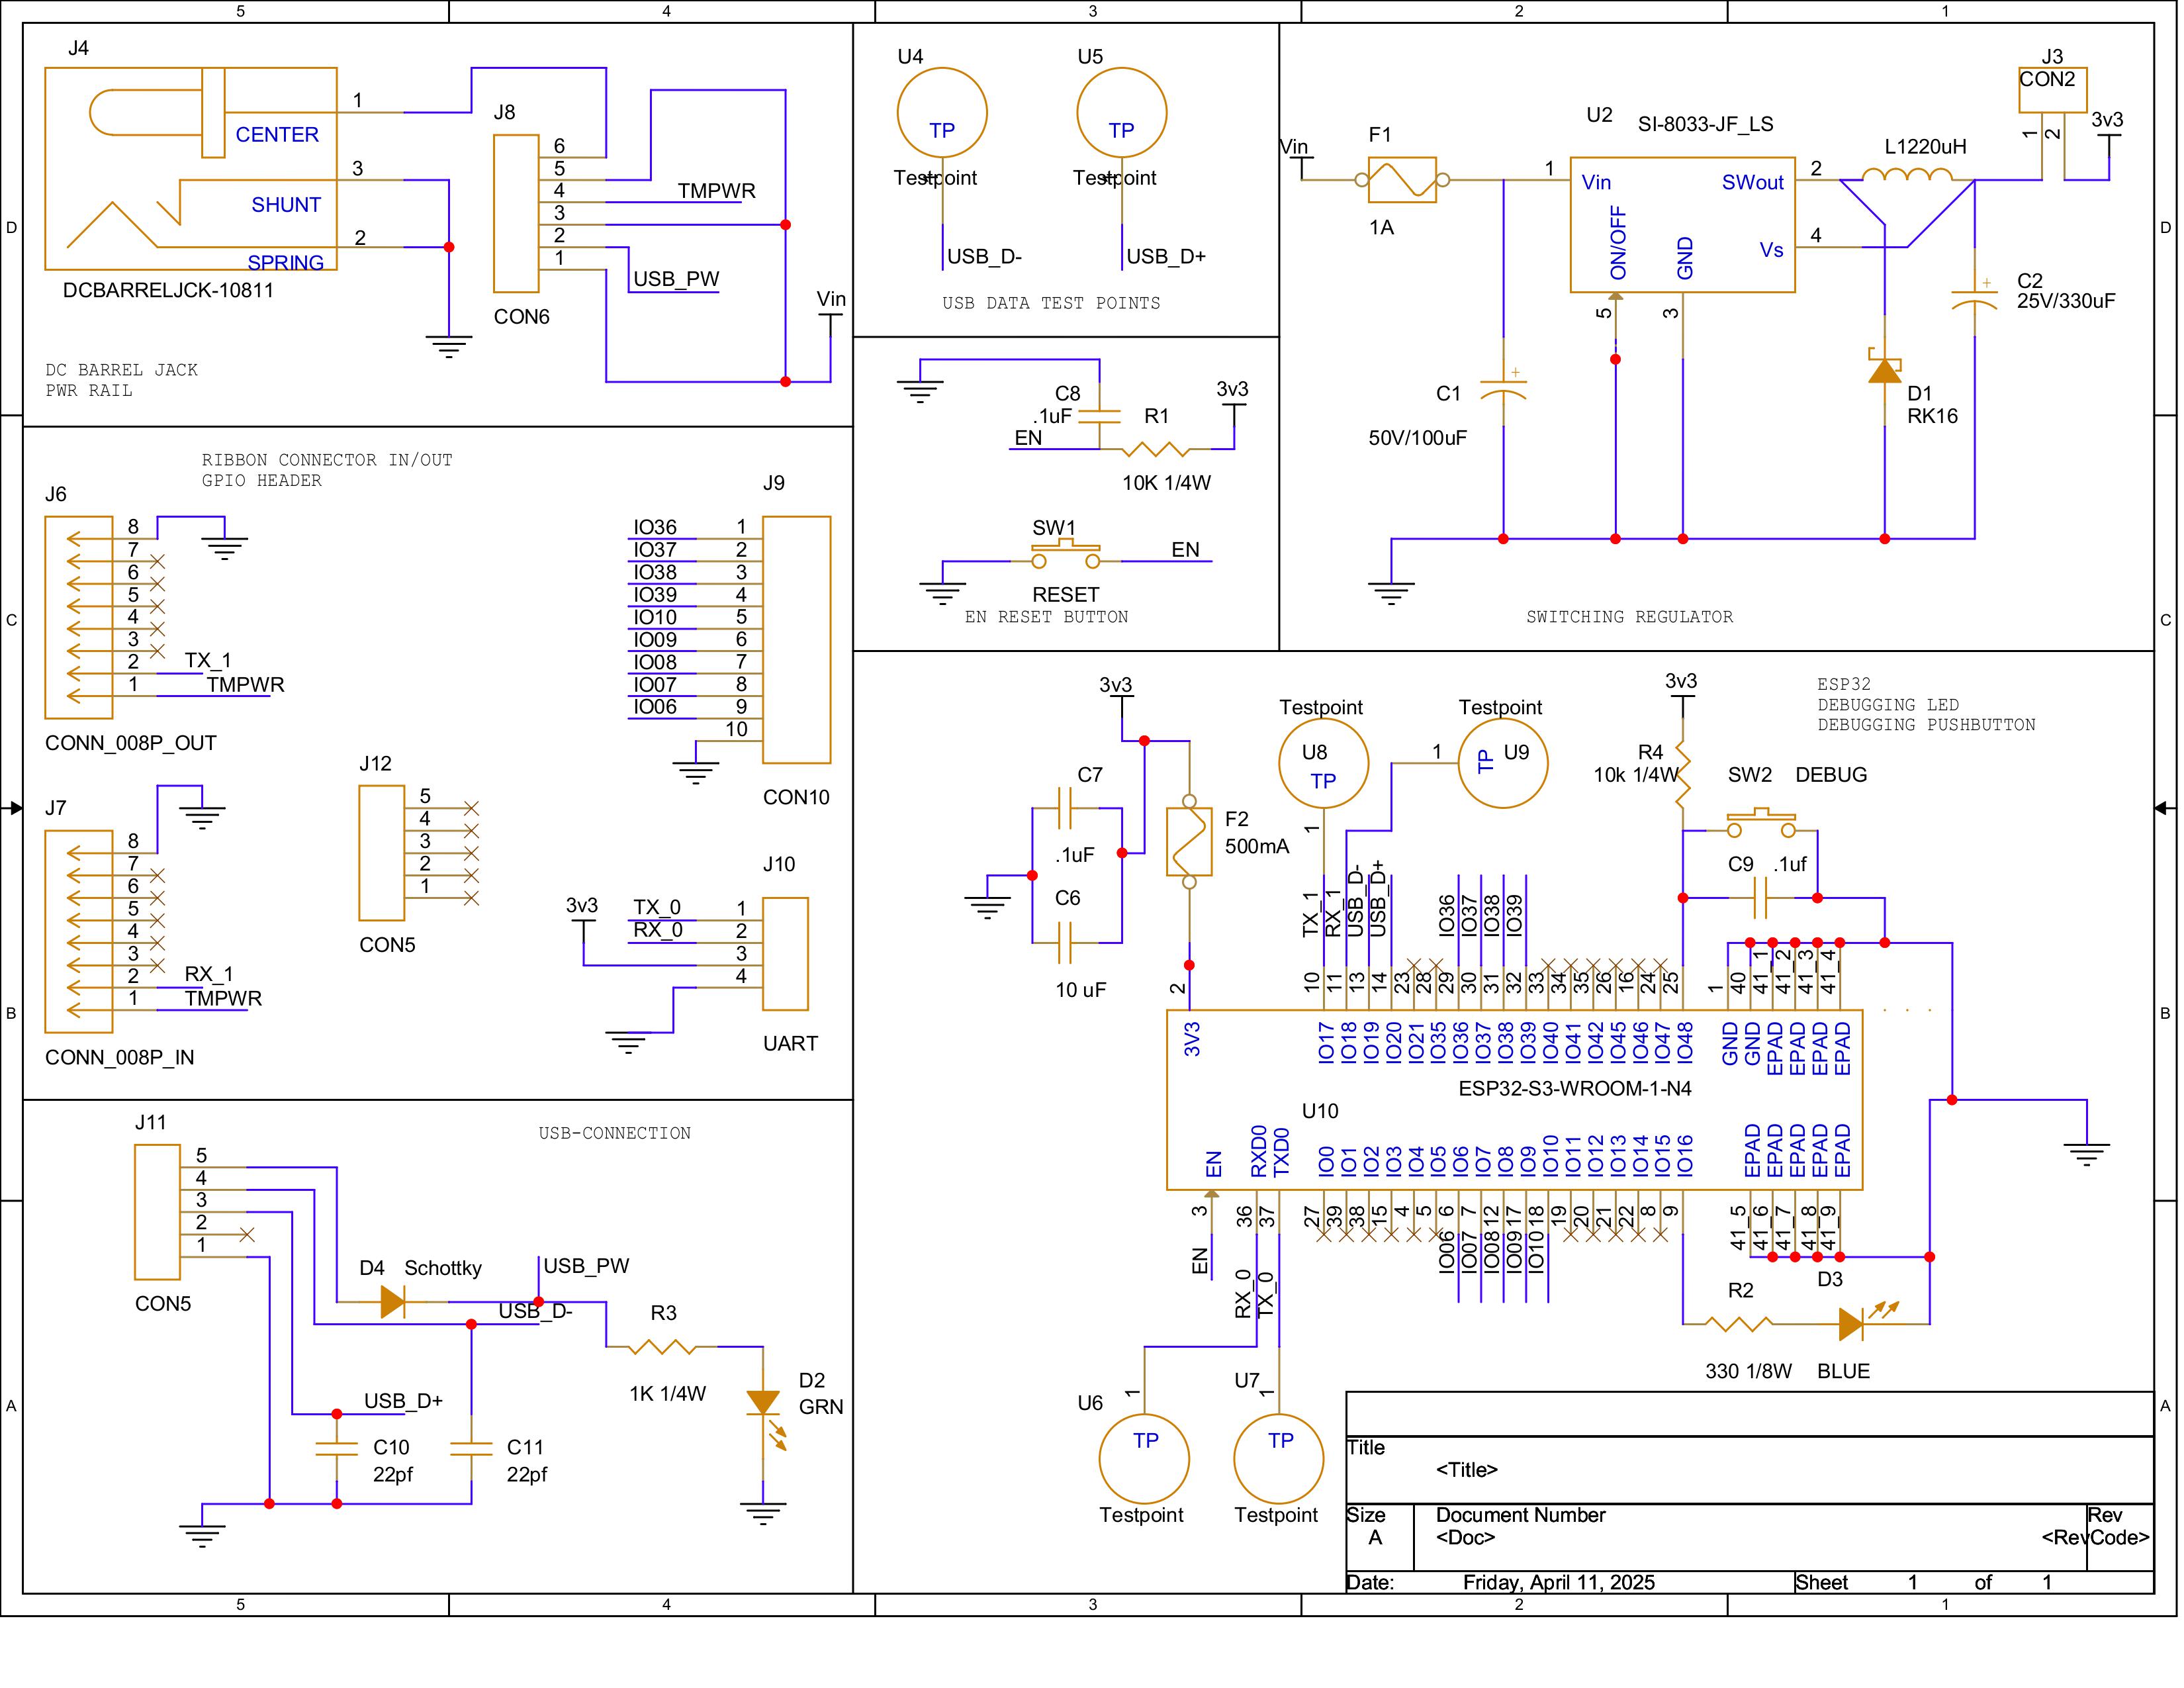 5
4
3
2
1
D
C
B
A
J4
1
CENTER
3
SHUNT
2
SPRING
DCBARRELJCK-10811
J8
6
5
4
3
2
1
CON6
TMPWR
USB_PW
Vin
DC BARREL JACK
PWR RAIL
U4
TP
Testpoint
USB_D-
U5
TP
Testpoint
USB_D+
USB DATA TEST POINTS
C8
.1uF
EN
R1
3v3
10K 1/4W
SW1
EN
RESET
EN RESET BUTTON
Vin
F1
1A
U2
SI-8033-JF_LS
1
Vin
ON/OFF
GND
SWout
Vs
2
4
5
3
L1220uH
J3
CON2
1
2
3v3
C1
50V/100uF
D1
RK16
C2
25V/330uF
SWITCHING REGULATOR
RIBBON CONNECTOR IN/OUT
GPIO HEADER
J6
8
7
6
5
4
3
2
1
TX_1
TMPWR
CONN_008P_OUT
J9
IO36 1
IO37 2
IO38 3
IO39 4
IO10 5
IO09 6
IO08 7
IO07 8
IO06 9
10
CON10
J7
8
7
6
5
4
3
2
1
RX_1
TMPWR
CONN_008P_IN
J12
5
4
3
2
1
CON5
J10
3v3
TX_0 1
RX_0 2
3
4
UART
J11
5
4
3
2
1
CON5
USB-CONNECTION
D4 Schottky
USB_PW
USB_D-
USB_D+
R3
1K 1/4W
D2
GRN
C10
22pf
C11
22pf
3v3
C7
.1uF
C6
10 uF
F2
500mA
Testpoint
U8
TP
1
Testpoint
U9
TP
1
3v3
R4
10k 1/4W
SW2 DEBUG
C9 .1uf
ESP32
DEBUGGING LED
DEBUGGING PUSHBUTTON
TX_1
RX_1
USB_D-
USB_D+
IO36
IO37
IO38
IO39
2 10 11 13 14 23 28 29 30 31 32 33 34 35 26 16 24 25 1 40 41_1 41_2 41_3 41_4
3V3 IO17 IO18 IO19 IO20 IO21 IO35 IO36 IO37 IO38 IO39 IO40 IO41 IO42 IO45 IO46 IO47 IO48 GND GND EPAD EPAD EPAD EPAD
ESP32-S3-WROOM-1-N4
U10
EN RXD0 TXD0 IO0 IO1 IO2 IO3 IO4 IO5 IO6 IO7 IO8 IO9 IO10 IO11 IO12 IO13 IO14 IO15 IO16 EPAD EPAD EPAD EPAD EPAD
3 36 37 27 39 38 15 4 5 6 7 12 17 18 19 20 21 22 8 9 41_5 41_6 41_7 41_8 41_9
EN
RX_0
TX_0
IO06
IO07
IO08
IO09
IO10
R2
330 1/8W
D3
BLUE
U6
1
TP
Testpoint
U7
1
TP
Testpoint
Title
<Title>
Size
A
Document Number
<Doc>
Rev
<RevCode>
Date:
Friday, April 11, 2025
Sheet 1 of 1
5
4
3
2
1
D
C
B
A